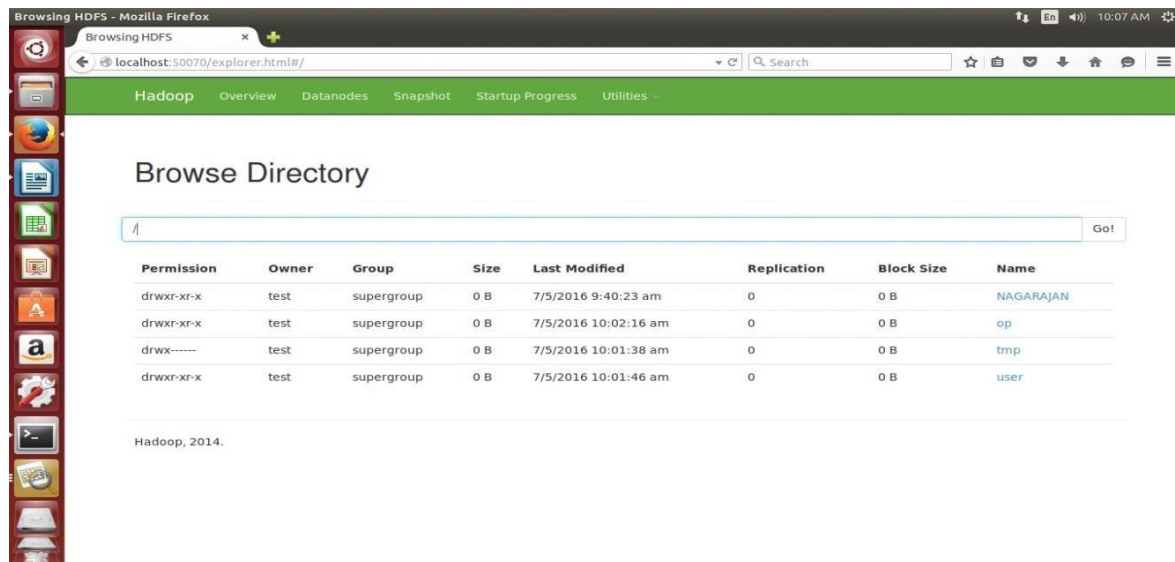 Browsing HDFS - Mozilla Firefox
En 10:07 AM
Browsing HDFS × +
localhost:50070/explorer.html#/
Search
Hadoop Overview Datanodes Snapshot Startup Progress Utilities
Browse Directory
/
Go!
Permission Owner Group Size Last Modified Replication Block Size Name
drwxr-xr-x test supergroup 0 B 7/5/2016 9:40:23 am 0 0 B NAGARAJAN
drwxr-xr-x test supergroup 0 B 7/5/2016 10:02:16 am 0 0 B op
drwx------ test supergroup 0 B 7/5/2016 10:01:38 am 0 0 B tmp
drwxr-xr-x test supergroup 0 B 7/5/2016 10:01:46 am 0 0 B user
Hadoop, 2014.